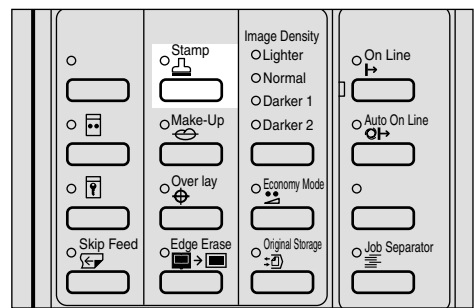 Image Density
Stamp
Lighter
Normal
Darker 1
Darker 2
On Line
Make-Up
Auto On Line
Over lay
Economy Mode
Skip Feed
Edge Erase
Original Storage
Job Separator